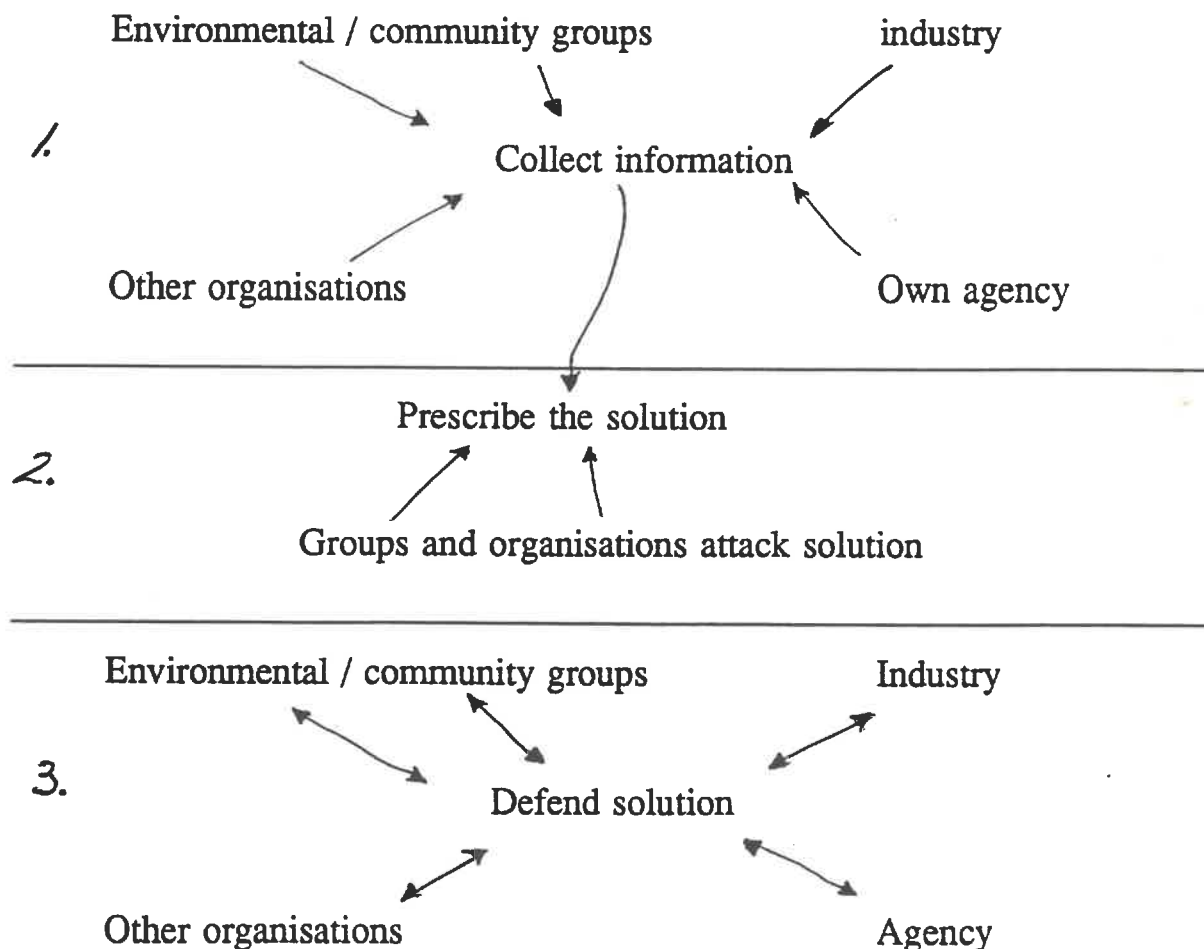 Environmental / community groups industry
1.
Collect information
Other organisations Own agency
Prescribe the solution
2.
Groups and organisations attack solution
Environmental / community groups Industry
3.
Defend solution
Other organisations Agency